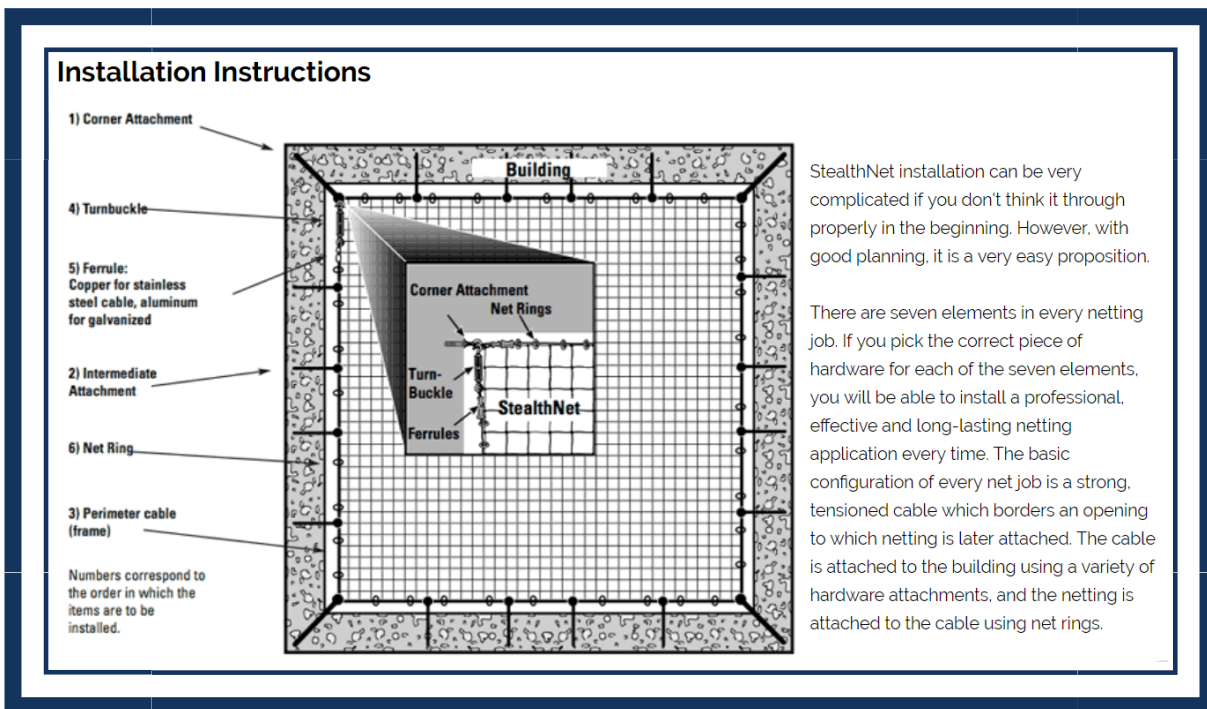 Installation Instructions
1) Corner Attachment
Building
4) Turnbuckle
5) Ferrule:
Copper for stainless
steel cable, aluminum
for galvanized
2) Intermediate
Attachment
6) Net Ring
3) Perimeter cable
(frame)
Numbers correspond to
the order in which the
items are to be
installed.
Corner Attachment
Net Rings
Turn-
Buckle
StealthNet
Ferrules
StealthNet installation can be very
complicated if you don't think it through
properly in the beginning. However, with
good planning, it is a very easy proposition.
There are seven elements in every netting
job. If you pick the correct piece of
hardware for each of the seven elements,
you will be able to install a professional,
effective and long-lasting netting
application every time. The basic
configuration of every net job is a strong,
tensioned cable which borders an opening
to which netting is later attached. The cable
is attached to the building using a variety of
hardware attachments, and the netting is
attached to the cable using net rings.